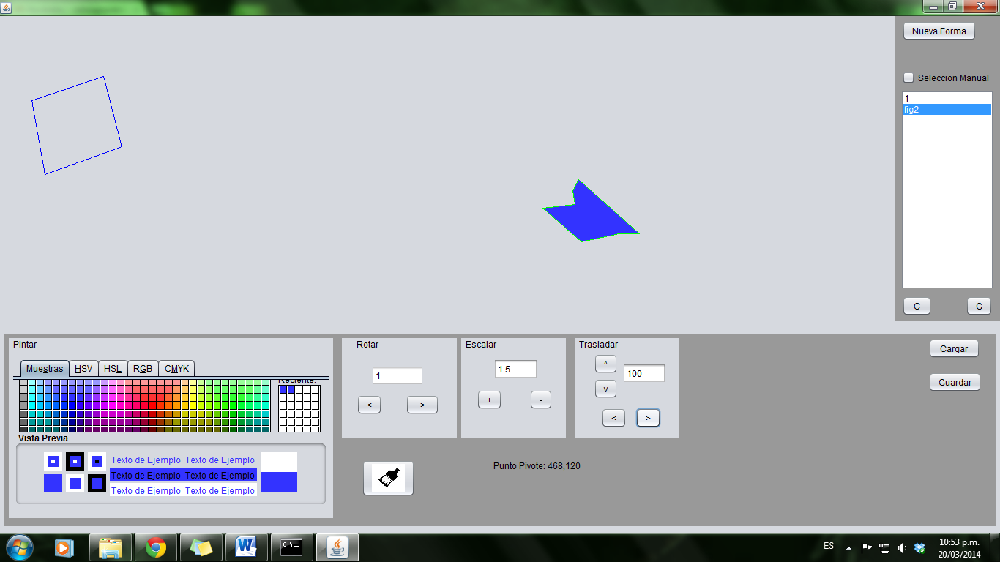 Nueva Forma
Seleccion Manual
1
fig2
C G
Pintar
Muestras HSV HSL RGB CMYK
Reciente:
Vista Previa
Texto de Ejemplo Texto de Ejemplo
Texto de Ejemplo Texto de Ejemplo
Texto de Ejemplo Texto de Ejemplo
Rotar
1
< >
Escalar
1.5
+ -
Trasladar
^
100
v
< >
Cargar
Guardar
Punto Pivote: 468,120
C:\_
ES
10:53 p.m.
20/03/2014